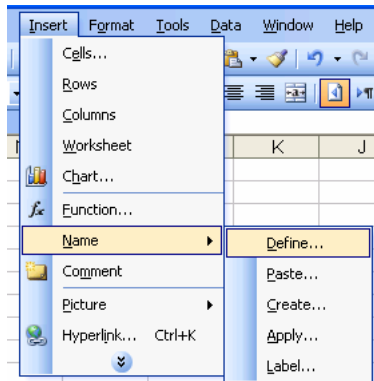 Insert Format Tools Data Window Help
Cells...
Rows
Columns
Worksheet
K J
Chart...
fx Function...
Name Define...
Comment Paste...
Picture Create...
Hyperlink... Ctrl+K Apply...
Label...